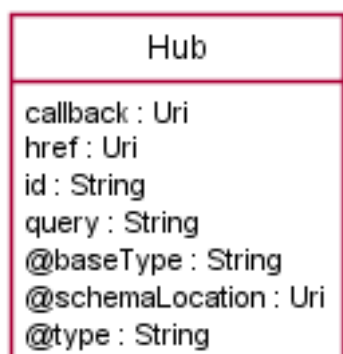 Hub
callback : Uri
href : Uri
id : String
query : String
@baseType : String
@schemaLocation : Uri
@type : String